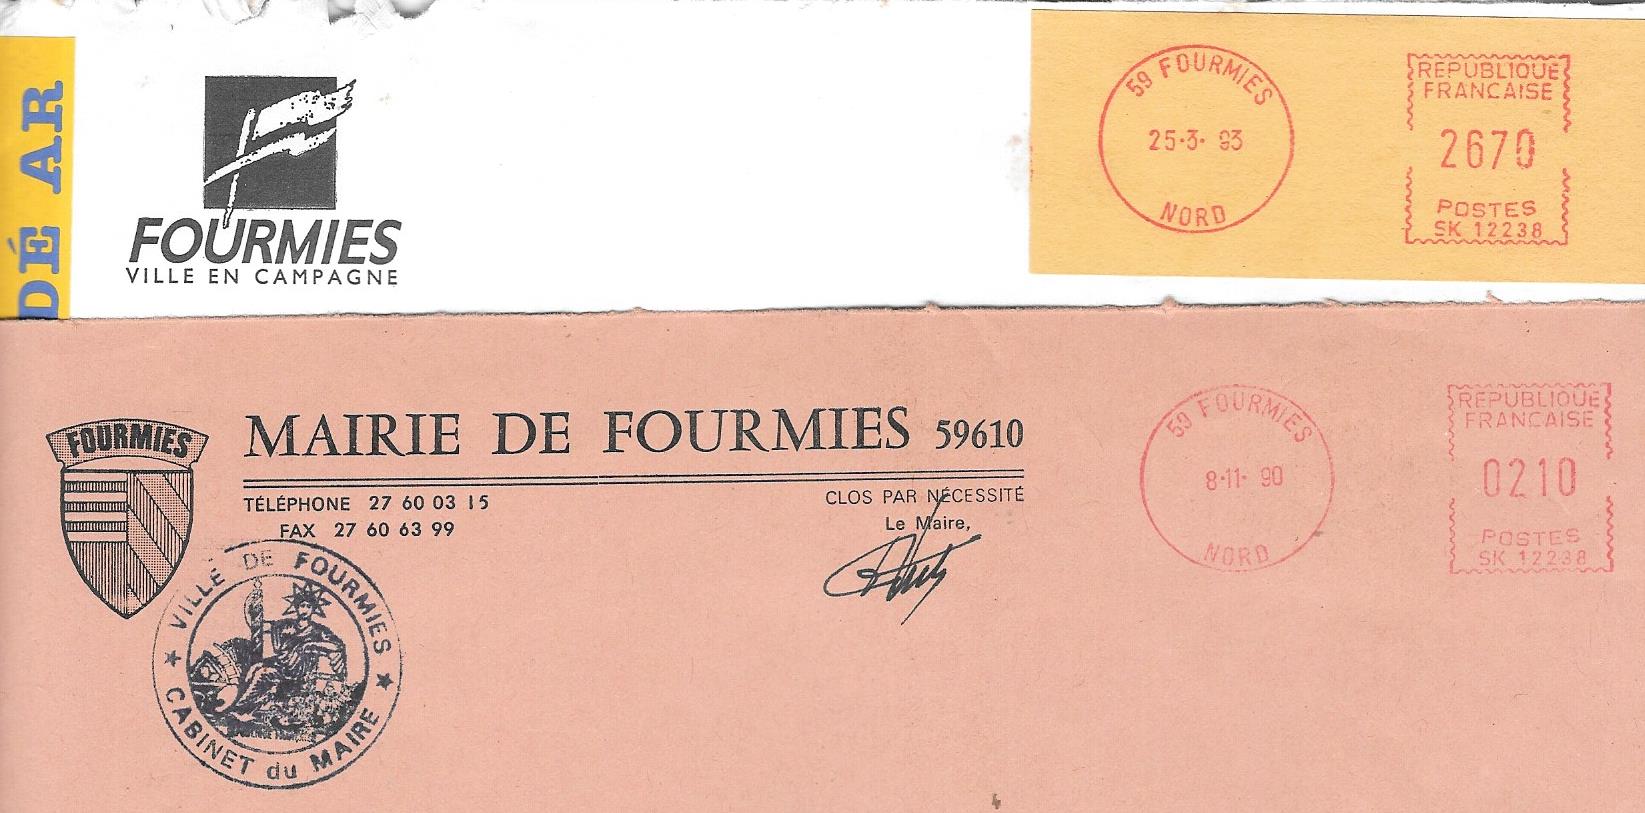 DÉ AR
FOURMIES
VILLE EN CAMPAGNE
59 FOURMIES
25·3· 93
NORD
REPUBLIQUE
FRANCAISE
2670
POSTES
SK 12238
FOURMIES
MAIRIE DE FOURMIES 59610
TÉLÉPHONE 27 60 03 15
FAX 27 60 63 99
CLOS PAR NÉCESSITÉ
Le Maire,
VILLE DE FOURMIES
CABINET du MAIRE
59 FOURMIES
8·11· 90
NORD
REPUBLIQUE
FRANCAISE
0210
POSTES
SK 12238